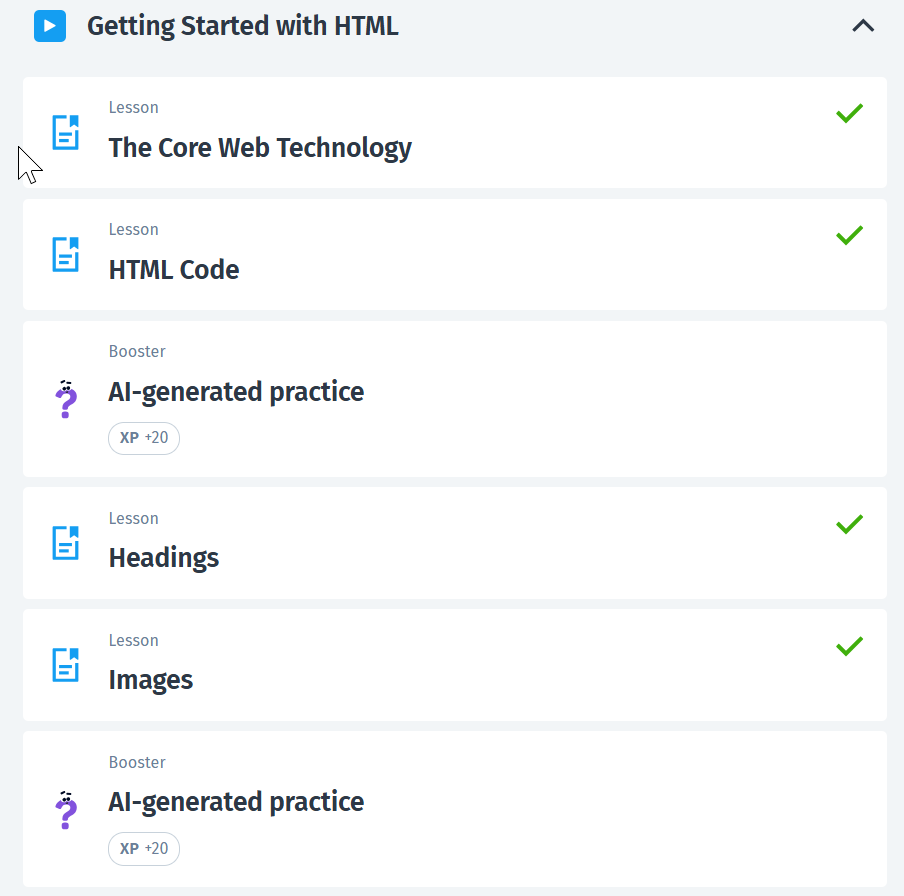 Getting Started with HTML
Lesson
The Core Web Technology
Lesson
HTML Code
Booster
AI-generated practice
XP +20
Lesson
Headings
Lesson
Images
Booster
AI-generated practice
XP +20